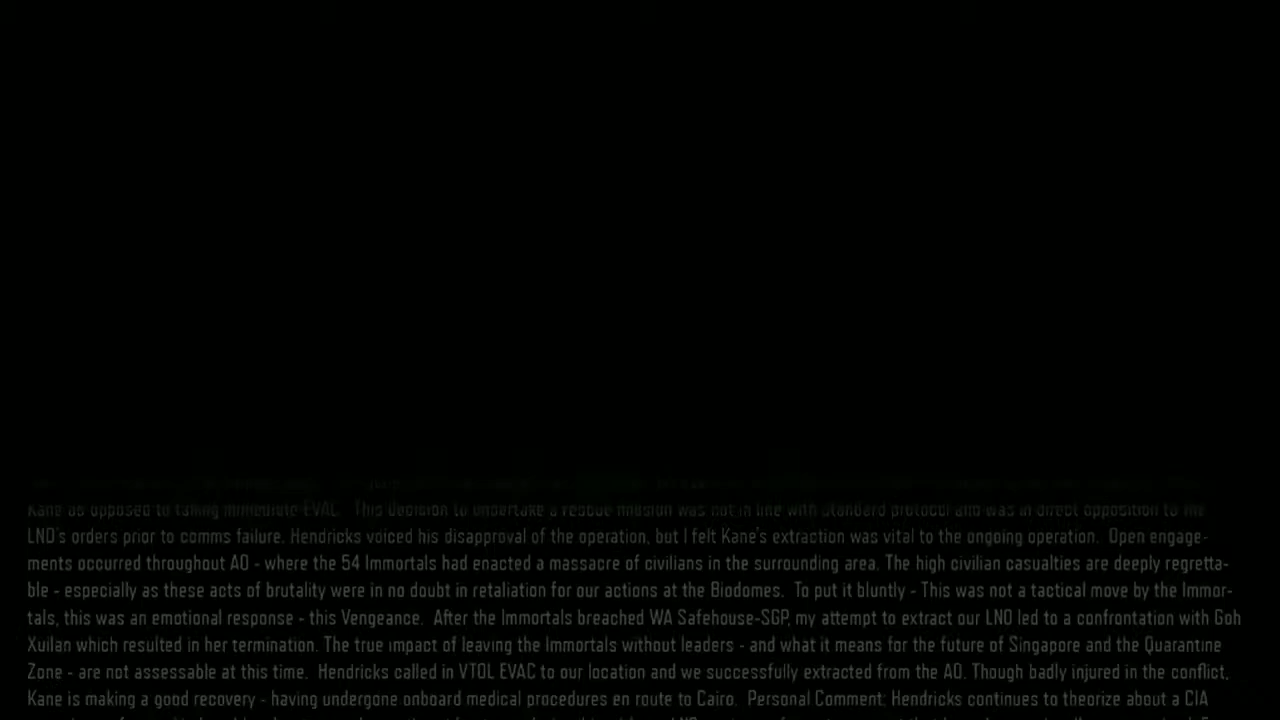 Kane as opposed to taking immediate EVAC. This Decision to undertake a rescue mission was not in line with standard protocol and was in direct opposition to
LNO's orders prior to comms failure. Hendricks voiced his disapproval of the operation, but I felt Kane's extraction was vital to the ongoing operation. Open engage-
ments occurred throughout AO - where the 54 Immortals had enacted a massacre of civilians in the surrounding area. The high civilian casualties are deeply regretta-
ble - especially as these acts of brutality were in no doubt in retaliation for our actions at the Biodomes. To put it bluntly - This was not a tactical move by the Immor-
tals, this was an emotional response - this Vengeance. After the Immortals breached WA Safehouse-SGP, my attempt to extract our LNO led to a confrontation with Goh
Xiulan which resulted in her termination. The true impact of leaving the Immortals without leaders - and what it means for the future of Singapore and the Quarantine
Zone - are not assessable at this time. Hendricks called in VTOL EVAC to our location and we successfully extracted from the AO. Though badly injured in the conflict,
Kane is making a good recovery - having undergone onboard medical procedures en route to Cairo. Personal Comment: Hendricks continues to theorize about a CIA